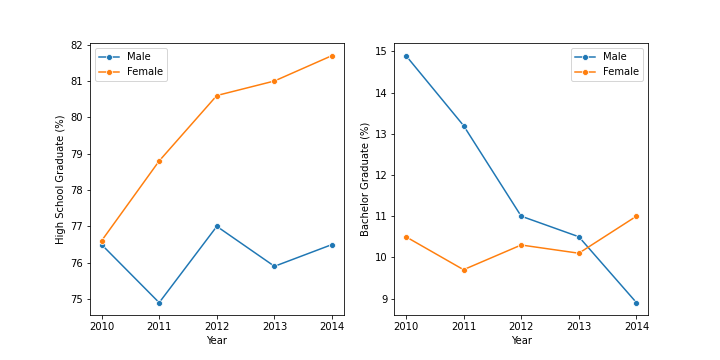 82
81
80
79
78
77
76
75
High School Graduate (%)
Male
Female
2010 2011 2012 2013 2014
Year
15
14
13
12
11
10
9
Bachelor Graduate (%)
Male
Female
2010 2011 2012 2013 2014
Year